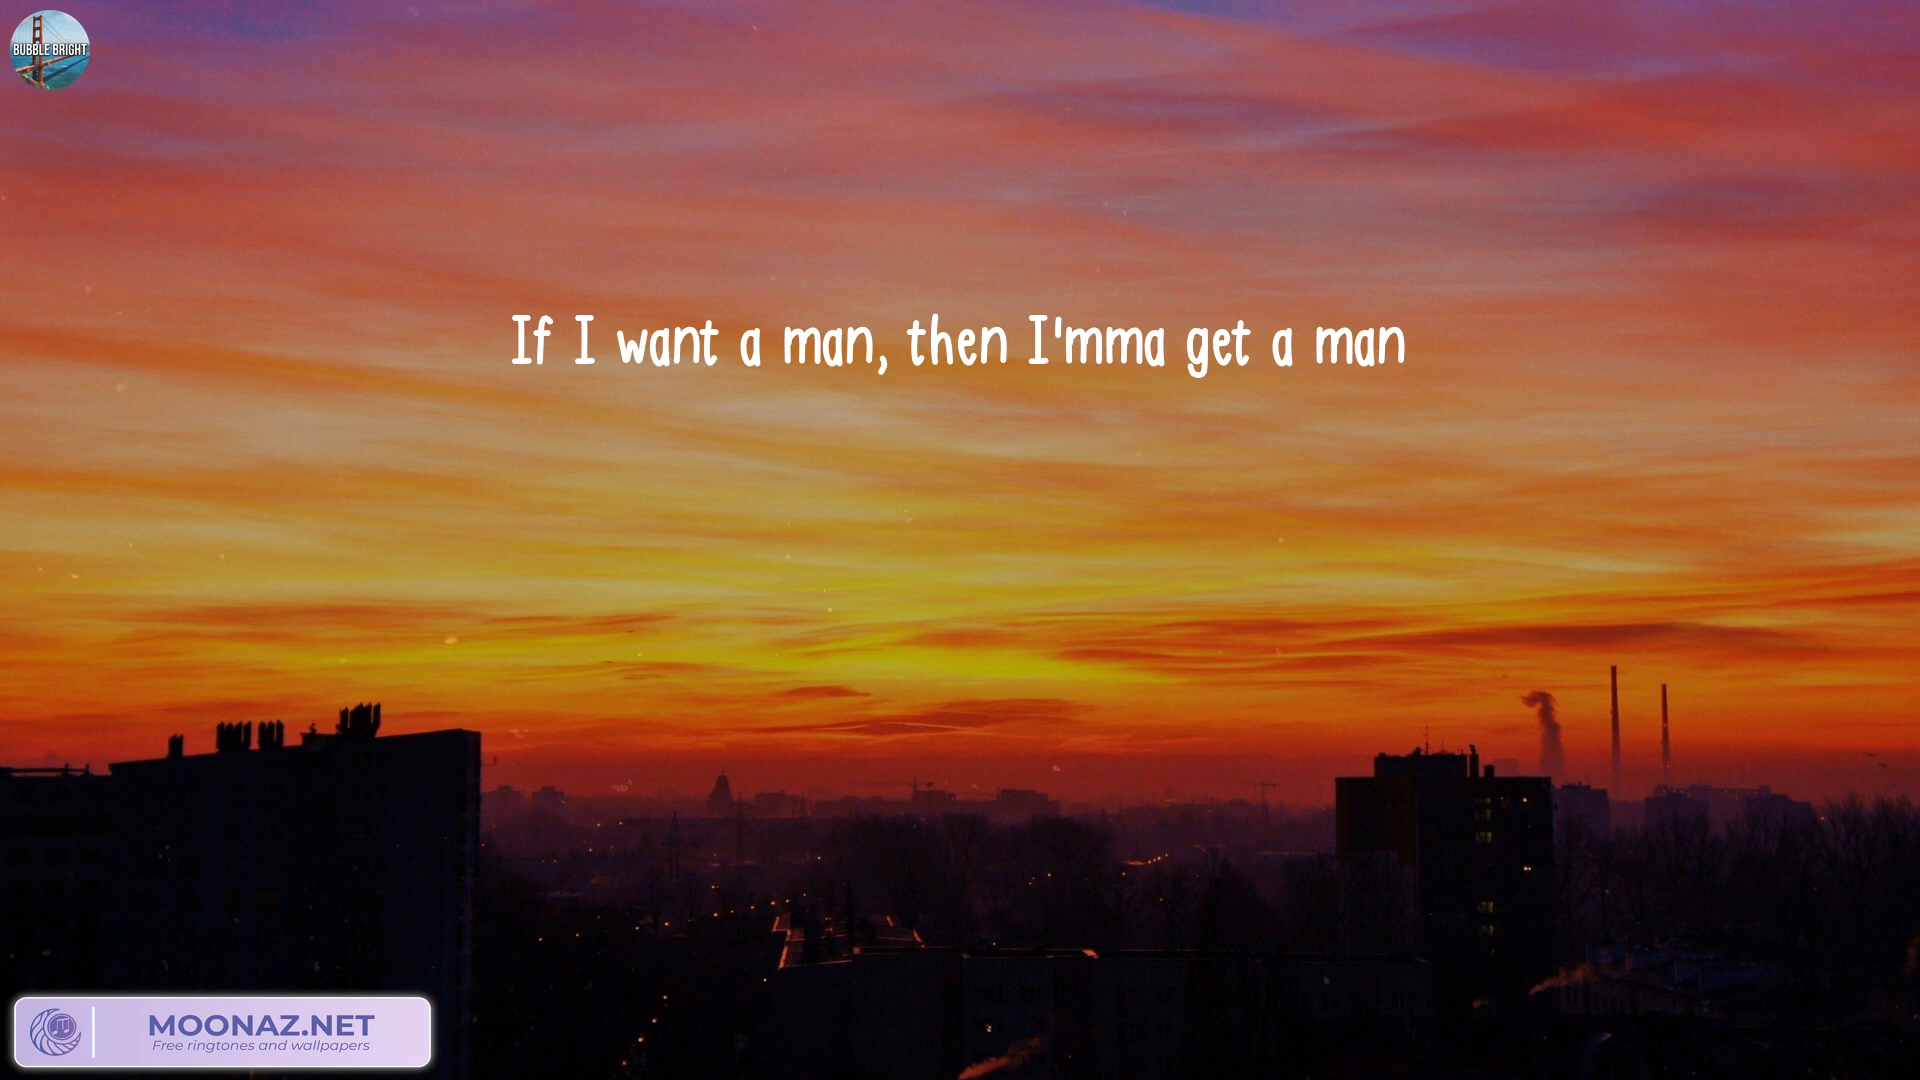 BUBBLE BRIGHT
If I want a man, then I'mma get a man
MOONAZ.NET
Free ringtones and wallpapers